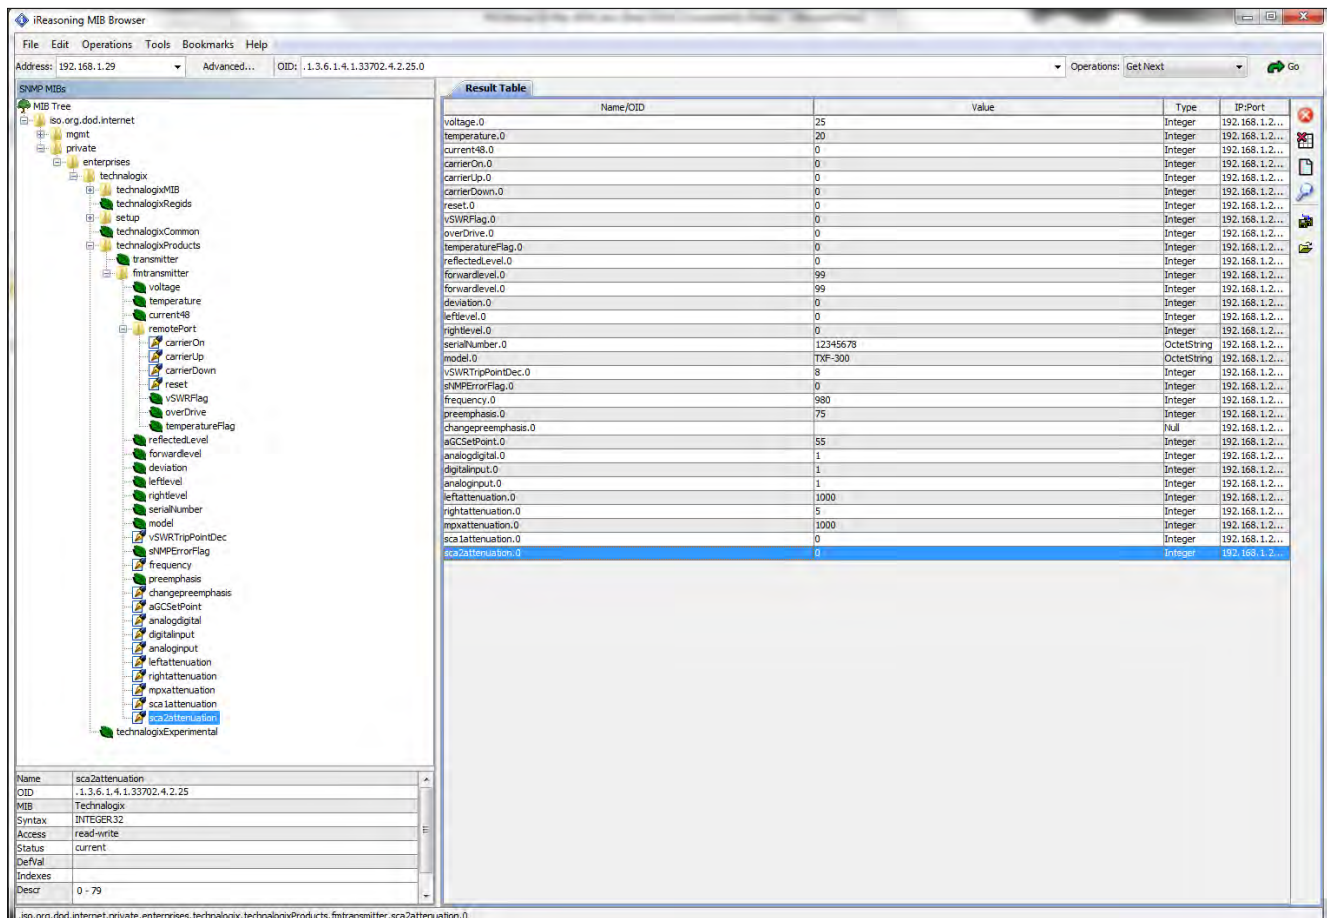 iReasoning MIB Browser
File Edit Operations Tools Bookmarks Help
Address: 192.168.1.29 Advanced... OID: .1.3.6.1.4.1.33702.4.2.25.0 Operations: Get Next Go
SNMP MIBs
MIB Tree
iso.org.dod.internet
mgmt
private
enterprises
technalogix
technalogixMIB
technalogixRegids
setup
technalogixCommon
technalogixProducts
transmitter
fmtransmitter
voltage
temperature
current48
remotePort
carrierOn
carrierUp
carrierDown
reset
vSWRFlag
overDrive
temperatureFlag
reflectedLevel
forwardlevel
deviation
leftlevel
rightlevel
serialNumber
model
vSWRTripPointDec
sNMPErrorFlag
frequency
preemphasis
changepreemphasis
aGCSetPoint
analogdigital
digitalinput
analoginput
leftattenuation
rightattenuation
mpxattenuation
sca1attenuation
sca2attenuation
technalogixExperimental
Name sca2attenuation
OID .1.3.6.1.4.1.33702.4.2.25
MIB Technalogix
Syntax INTEGER32
Access read-write
Status current
DefVal
Indexes
Descr 0 - 79
Result Table
Name/OID Value Type IP:Port
voltage.0 25 Integer 192.168.1.2...
temperature.0 20 Integer 192.168.1.2...
current48.0 0 Integer 192.168.1.2...
carrierOn.0 0 Integer 192.168.1.2...
carrierUp.0 0 Integer 192.168.1.2...
carrierDown.0 0 Integer 192.168.1.2...
reset.0 0 Integer 192.168.1.2...
vSWRFlag.0 0 Integer 192.168.1.2...
overDrive.0 0 Integer 192.168.1.2...
temperatureFlag.0 0 Integer 192.168.1.2...
reflectedLevel.0 0 Integer 192.168.1.2...
forwardlevel.0 99 Integer 192.168.1.2...
forwardlevel.0 99 Integer 192.168.1.2...
deviation.0 0 Integer 192.168.1.2...
leftlevel.0 0 Integer 192.168.1.2...
rightlevel.0 0 Integer 192.168.1.2...
serialNumber.0 12345678 OctetString 192.168.1.2...
model.0 TXF-300 OctetString 192.168.1.2...
vSWRTripPointDec.0 8 Integer 192.168.1.2...
sNMPErrorFlag.0 0 Integer 192.168.1.2...
frequency.0 980 Integer 192.168.1.2...
preemphasis.0 75 Integer 192.168.1.2...
changepreemphasis.0 Null 192.168.1.2...
aGCSetPoint.0 55 Integer 192.168.1.2...
analogdigital.0 1 Integer 192.168.1.2...
digitalinput.0 1 Integer 192.168.1.2...
analoginput.0 1 Integer 192.168.1.2...
leftattenuation.0 1000 Integer 192.168.1.2...
rightattenuation.0 5 Integer 192.168.1.2...
mpxattenuation.0 1000 Integer 192.168.1.2...
sca1attenuation.0 0 Integer 192.168.1.2...
sca2attenuation.0 0 Integer 192.168.1.2...
.iso.org.dod.internet.private.enterprises.technalogix.technalogixProducts.fmtransmitter.sca2attenuation.0